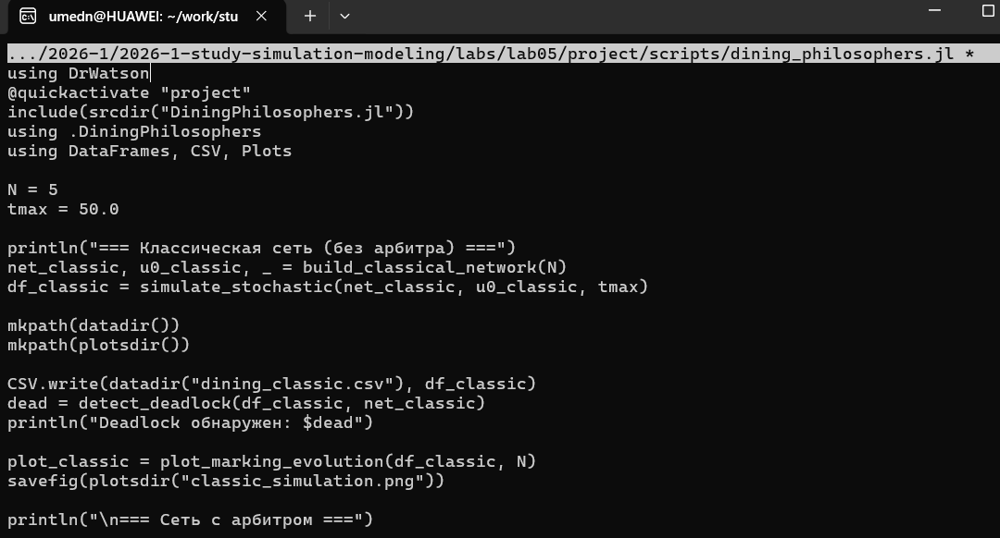 umedn@HUAWEI: ~/work/stu
.../2026-1/2026-1-study-simulation-modeling/labs/lab05/project/scripts/dining_philosophers.jl *
using DrWatson
@quickactivate "project"
include(srcdir("DiningPhilosophers.jl"))
using .DiningPhilosophers
using DataFrames, CSV, Plots
N = 5
tmax = 50.0
println("=== Классическая сеть (без арбитра) ===")
net_classic, u0_classic, _ = build_classical_network(N)
df_classic = simulate_stochastic(net_classic, u0_classic, tmax)
mkpath(datadir())
mkpath(plotsdir())
CSV.write(datadir("dining_classic.csv"), df_classic)
dead = detect_deadlock(df_classic, net_classic)
println("Deadlock обнаружен: $dead")
plot_classic = plot_marking_evolution(df_classic, N)
savefig(plotsdir("classic_simulation.png"))
println("\n=== Сеть с арбитром ===")